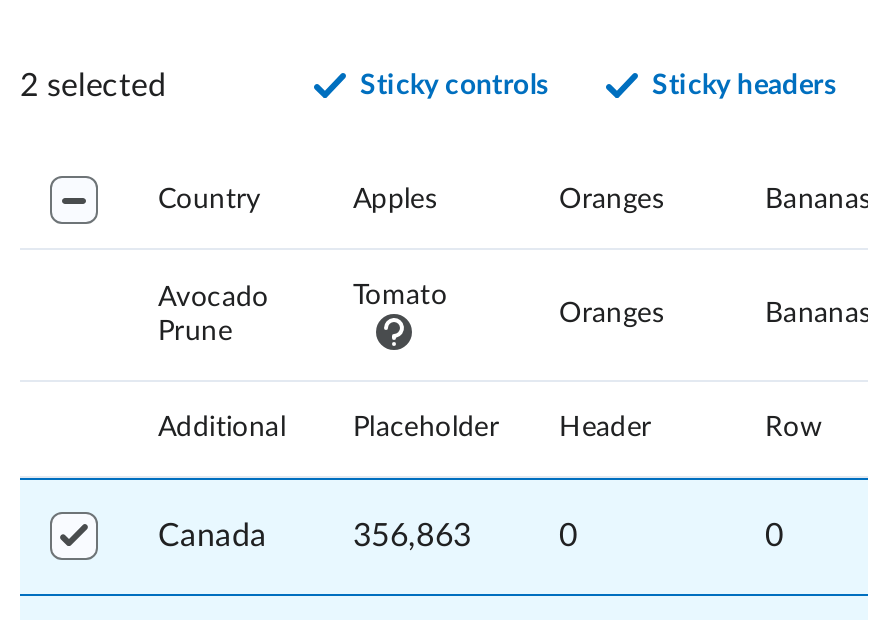 2 selected Sticky controls Sticky headers
Country Apples Oranges Bananas
Avocado Prune Tomato Oranges Bananas
Additional Placeholder Header Row
Canada 356,863 0 0